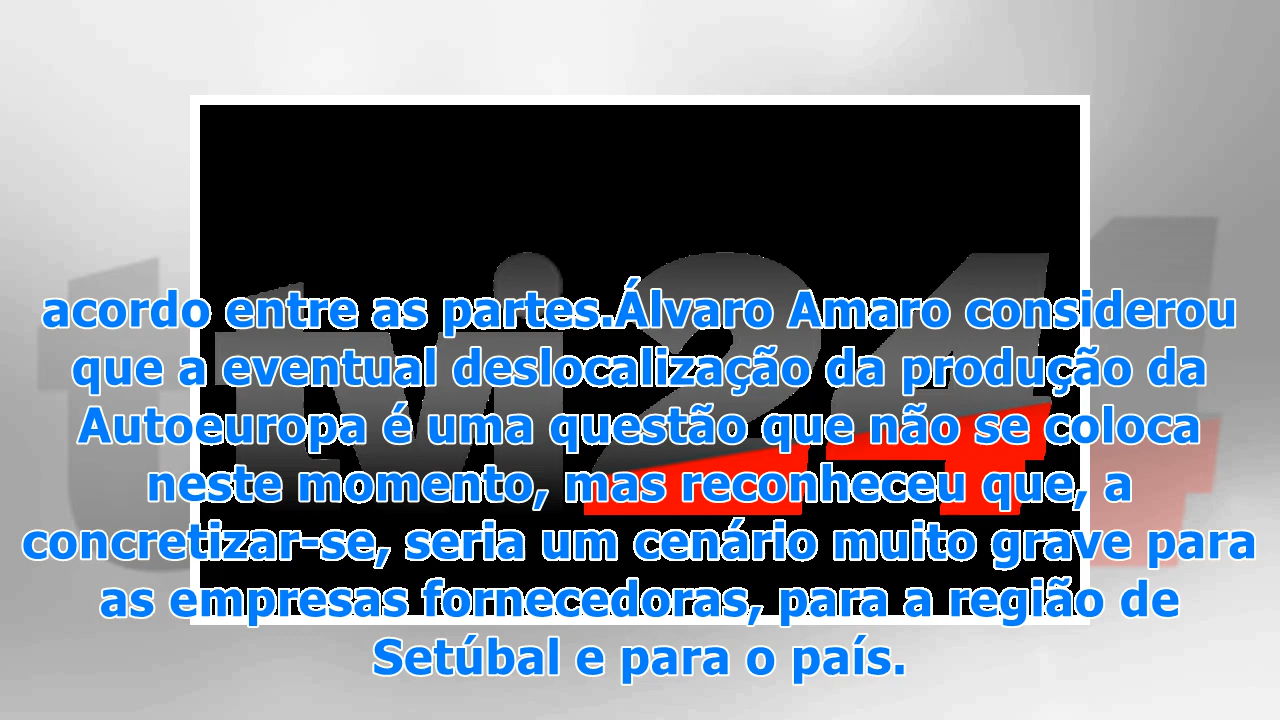 tvi24
acordo entre as partes.Álvaro Amaro considerou
que a eventual deslocalização da produção da
Autoeuropa é uma questão que não se coloca
neste momento, mas reconheceu que, a
concretizar-se, seria um cenário muito grave para
as empresas fornecedoras, para a região de
Setúbal e para o país.